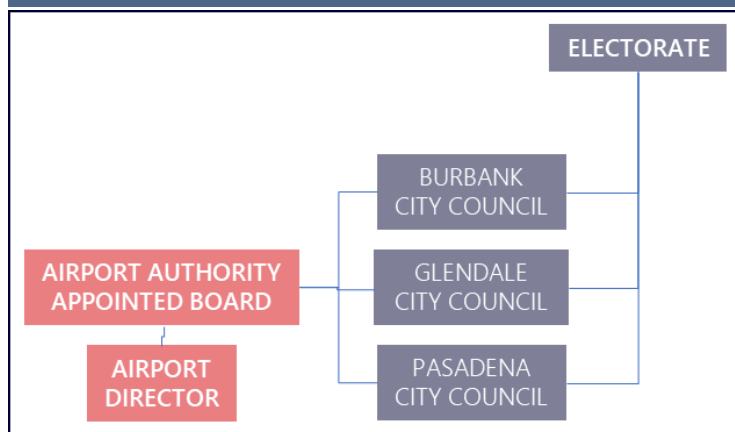 ELECTORATE
BURBANK
CITY COUNCIL
AIRPORT AUTHORITY
APPOINTED BOARD
GLENDALE
CITY COUNCIL
AIRPORT
DIRECTOR
PASADENA
CITY COUNCIL